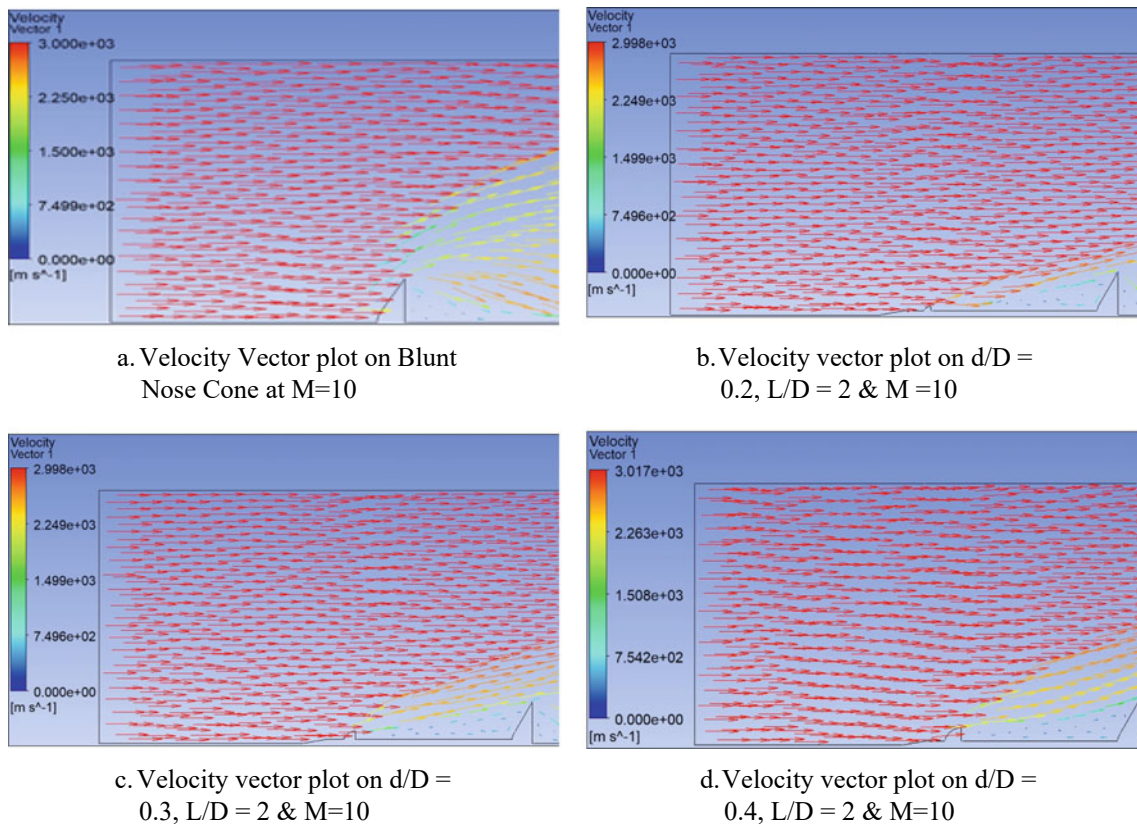 Velocity
Vector 1
3.000e+03
2.250e+03
1.500e+03
7.499e+02
0.000e+00
[m s^-1]
a. Velocity Vector plot on Blunt
Nose Cone at M=10
Velocity
Vector 1
2.998e+03
2.249e+03
1.499e+03
7.496e+02
0.000e+00
[m s^-1]
b. Velocity vector plot on d/D =
0.2, L/D = 2 & M =10
Velocity
Vector 1
2.998e+03
2.249e+03
1.499e+03
7.496e+02
0.000e+00
[m s^-1]
c. Velocity vector plot on d/D =
0.3, L/D = 2 & M=10
Velocity
Vector 1
3.017e+03
2.263e+03
1.508e+03
7.542e+02
0.000e+00
[m s^-1]
d. Velocity vector plot on d/D =
0.4, L/D = 2 & M=10